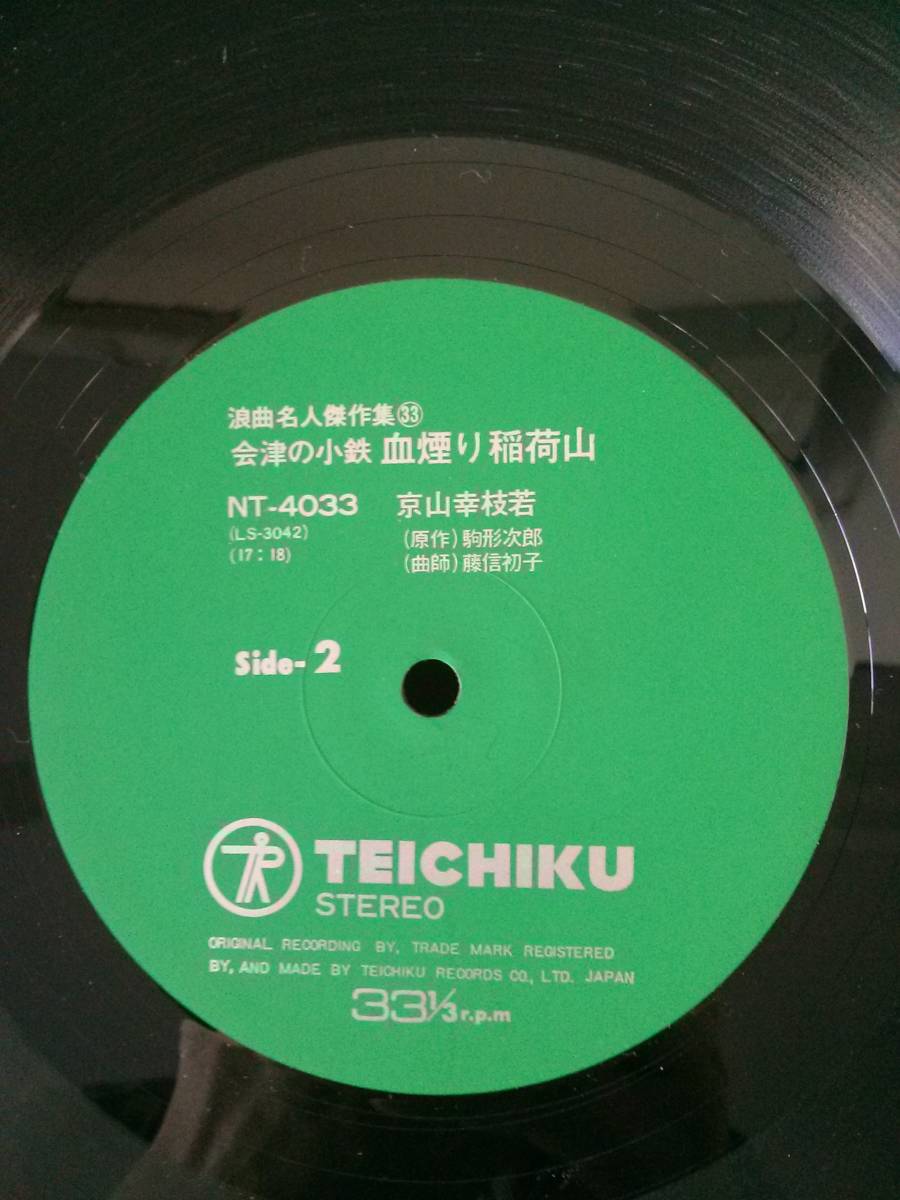 浪曲名人傑作集㉝
会津の小鉄 血煙り稲荷山
NT-4033 京山幸枝若
(LS-3042) (原作) 駒形次郎
(17:18) (曲師) 藤信初子
Side-2
TEICHIKU
STEREO
ORIGINAL RECORDING BY, TRADE MARK REGISTERED
BY, AND MADE BY TEICHIKU RECORDS CO., LTD. JAPAN
33⅓r.p.m